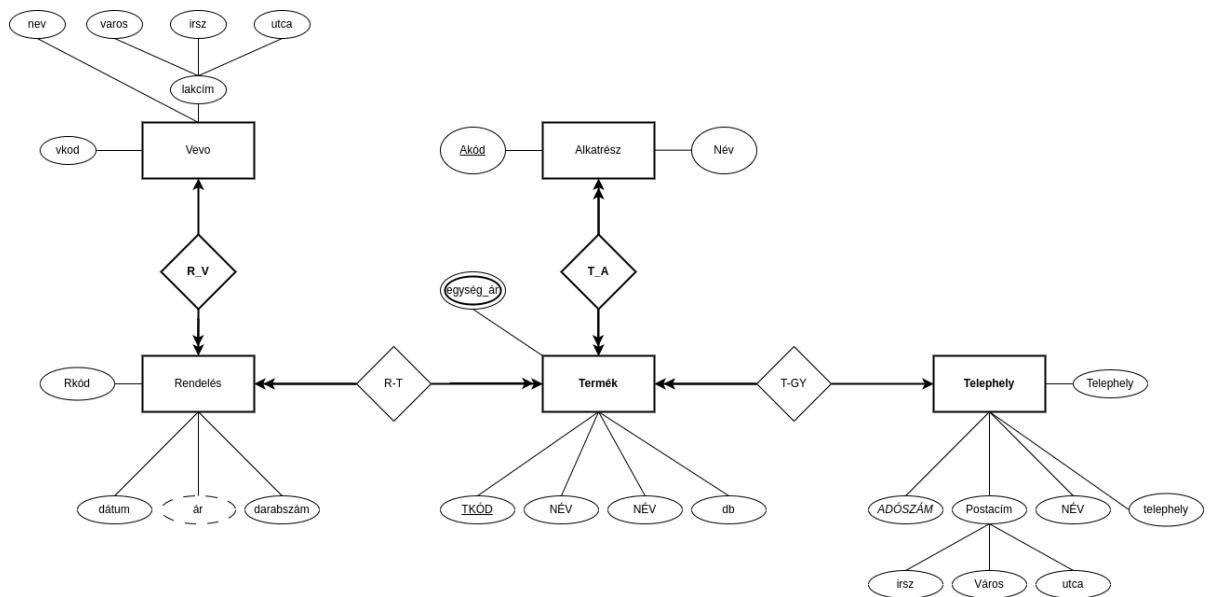 nev
varos
irsz
utca
lakcím
vkod
Vevo
Akód
Alkatrész
Név
R_V
T_A
egység_ár
Rkód
Rendelés
R-T
Termék
T-GY
Telephely
Telephely
dátum
ár
darabszám
TKÓD
NÉV
NÉV
db
ADÓSZÁM
Postacím
NÉV
telephely
irsz
Város
utca